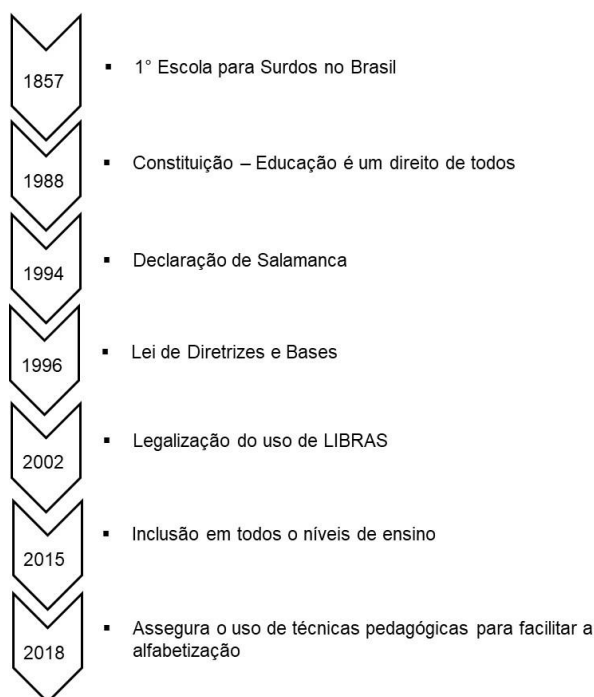 1857
1° Escola para Surdos no Brasil
1988
Constituição – Educação é um direito de todos
1994
Declaração de Salamanca
1996
Lei de Diretrizes e Bases
2002
Legalização do uso de LIBRAS
2015
Inclusão em todos o níveis de ensino
2018
Assegura o uso de técnicas pedagógicas para facilitar a
alfabetização